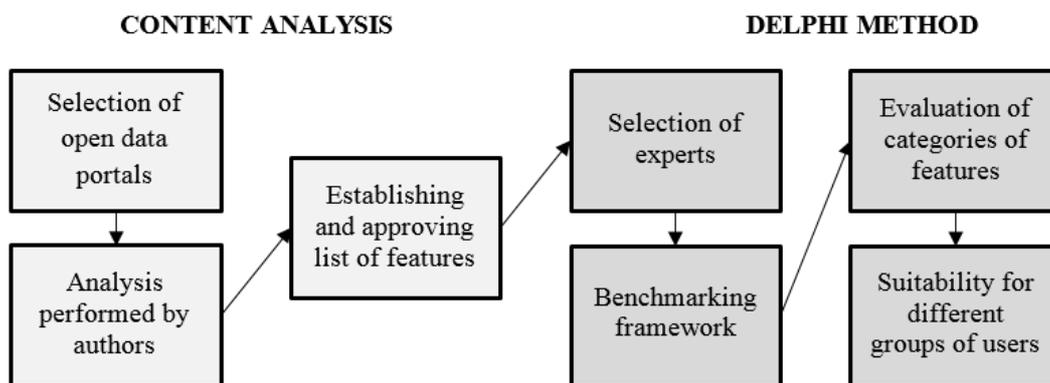 CONTENT ANALYSIS
DELPHI METHOD
Selection of
open data
portals
Analysis
performed by
authors
Establishing
and approving
list of features
Selection of
experts
Benchmarking
framework
Evaluation of
categories of
features
Suitability for
different
groups of users